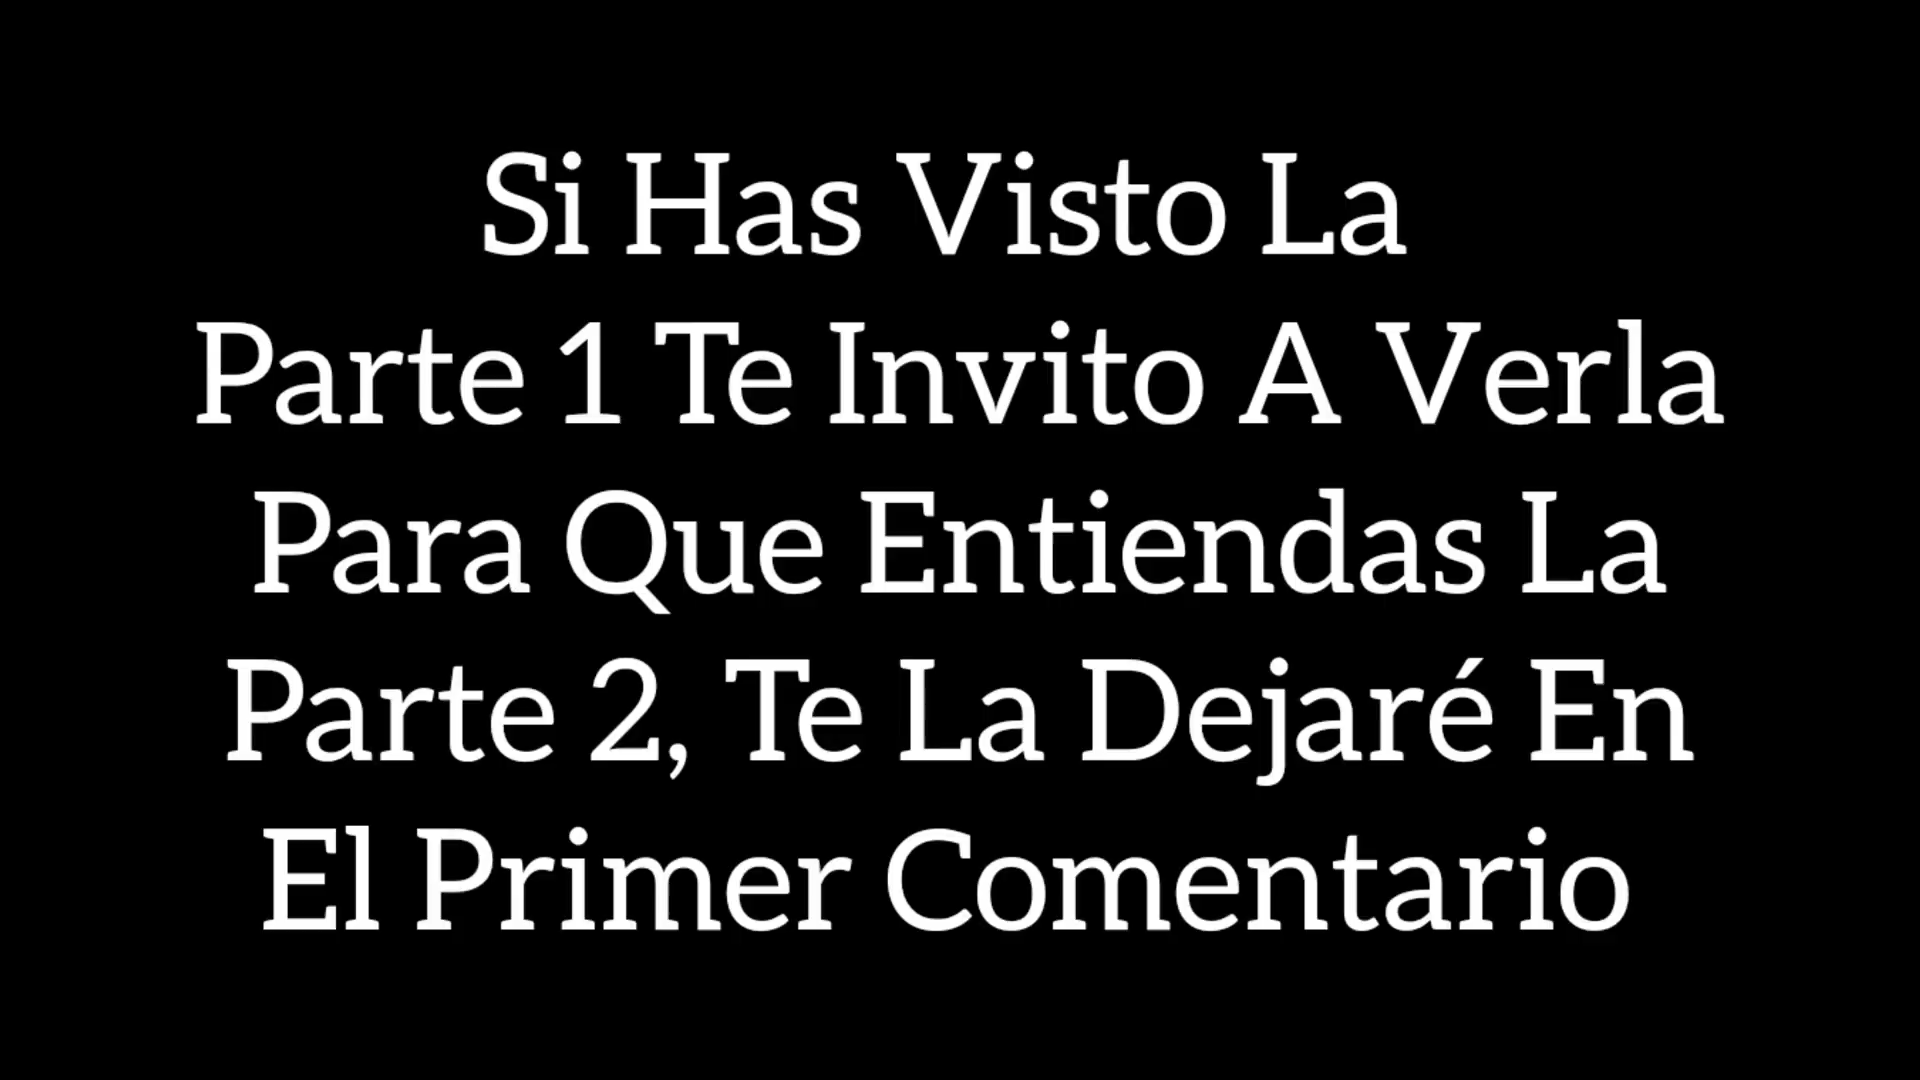 Si Has Visto La
Parte 1 Te Invito A Verla
Para Que Entiendas La
Parte 2, Te La Dejaré En
El Primer Comentario